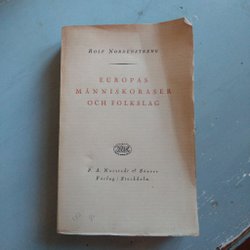 Rolf Nordenstreng
EUROPAS
MÄNNISKORASER
OCH FOLKSLAG
P. A. Norstedt & Söners
Förlag · Stockholm